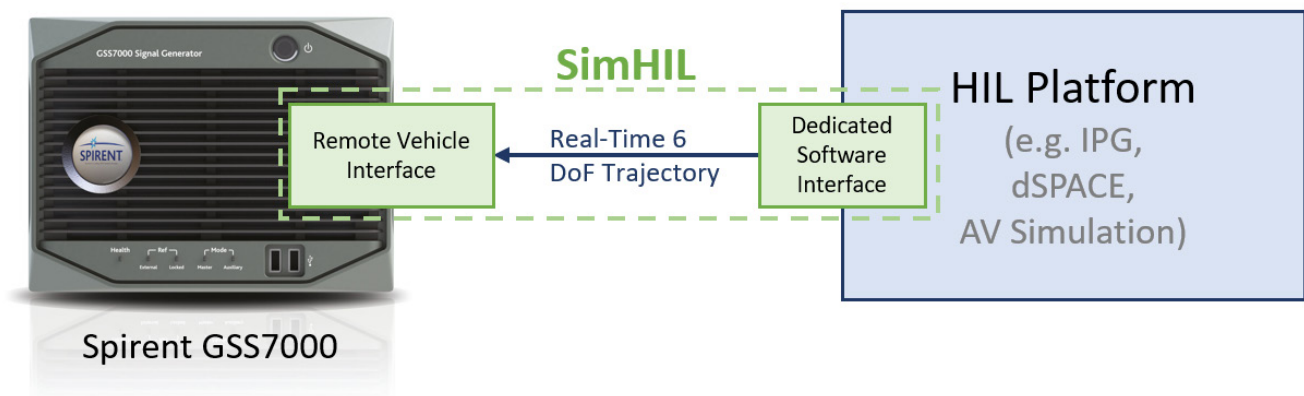 GSS7000 Signal Generator
SPIRENT
Health
Ref
Mode
External
Locked
Master
Auxiliary
Spirent GSS7000
SimHIL
Remote Vehicle
Interface
Real-Time 6
DoF Trajectory
Dedicated
Software
Interface
HIL Platform
(e.g. IPG,
dSPACE,
AV Simulation)